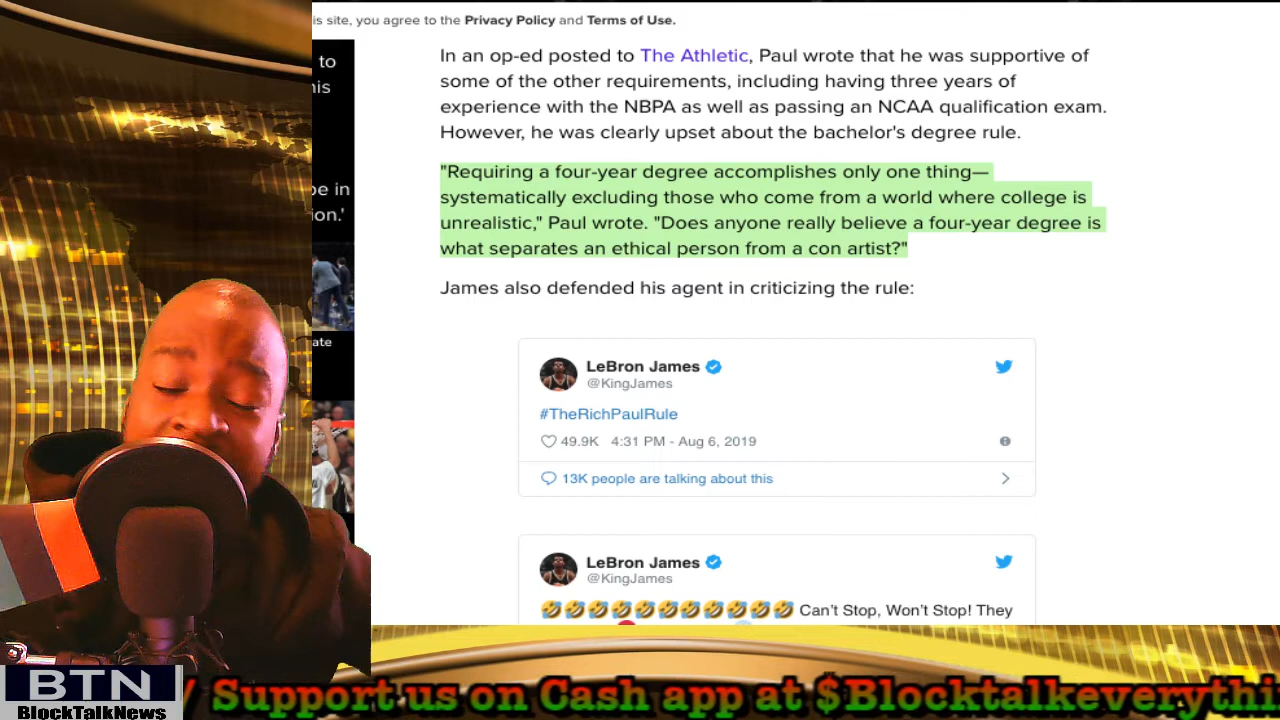 is site, you agree to the Privacy Policy and Terms of Use.
to
his
be in
ion.'
ate
In an op-ed posted to The Athletic, Paul wrote that he was supportive of
some of the other requirements, including having three years of
experience with the NBPA as well as passing an NCAA qualification exam.
However, he was clearly upset about the bachelor's degree rule.
"Requiring a four-year degree accomplishes only one thing—
systematically excluding those who come from a world where college is
unrealistic," Paul wrote. "Does anyone really believe a four-year degree is
what separates an ethical person from a con artist?"
James also defended his agent in criticizing the rule:
LeBron James
@KingJames
#TheRichPaulRule
49.9K 4:31 PM - Aug 6, 2019
13K people are talking about this
LeBron James
@KingJames
🤣🤣🤣🤣🤣🤣🤣🤣🤣🤣🤣 Can't Stop, Won't Stop! They
BTN
BlockTalkNews
/ Support us on Cash app at $Blocktalkeverythi